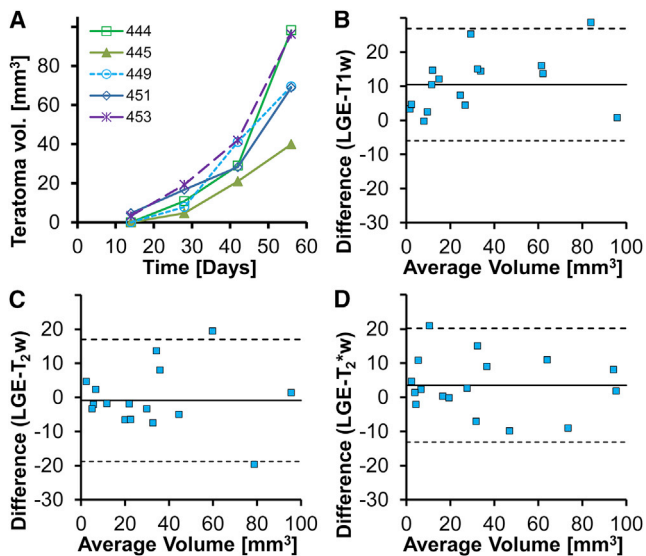 A
Teratoma vol. [mm³]
80
60
40
20
0
444
445
449
451
453
0 10 20 30 40 50 60
Time [Days]
B
Difference (LGE-T1w)
30
20
10
0
-10
-20
-30
0 20 40 60 80 100
Average Volume [mm³]
C
Difference (LGE-T₂w)
20
10
0
-10
-20
-30
0 20 40 60 80 100
Average Volume [mm³]
D
Difference (LGE-T₂*w)
20
10
0
-10
-20
-30
0 20 40 60 80 100
Average Volume [mm³]